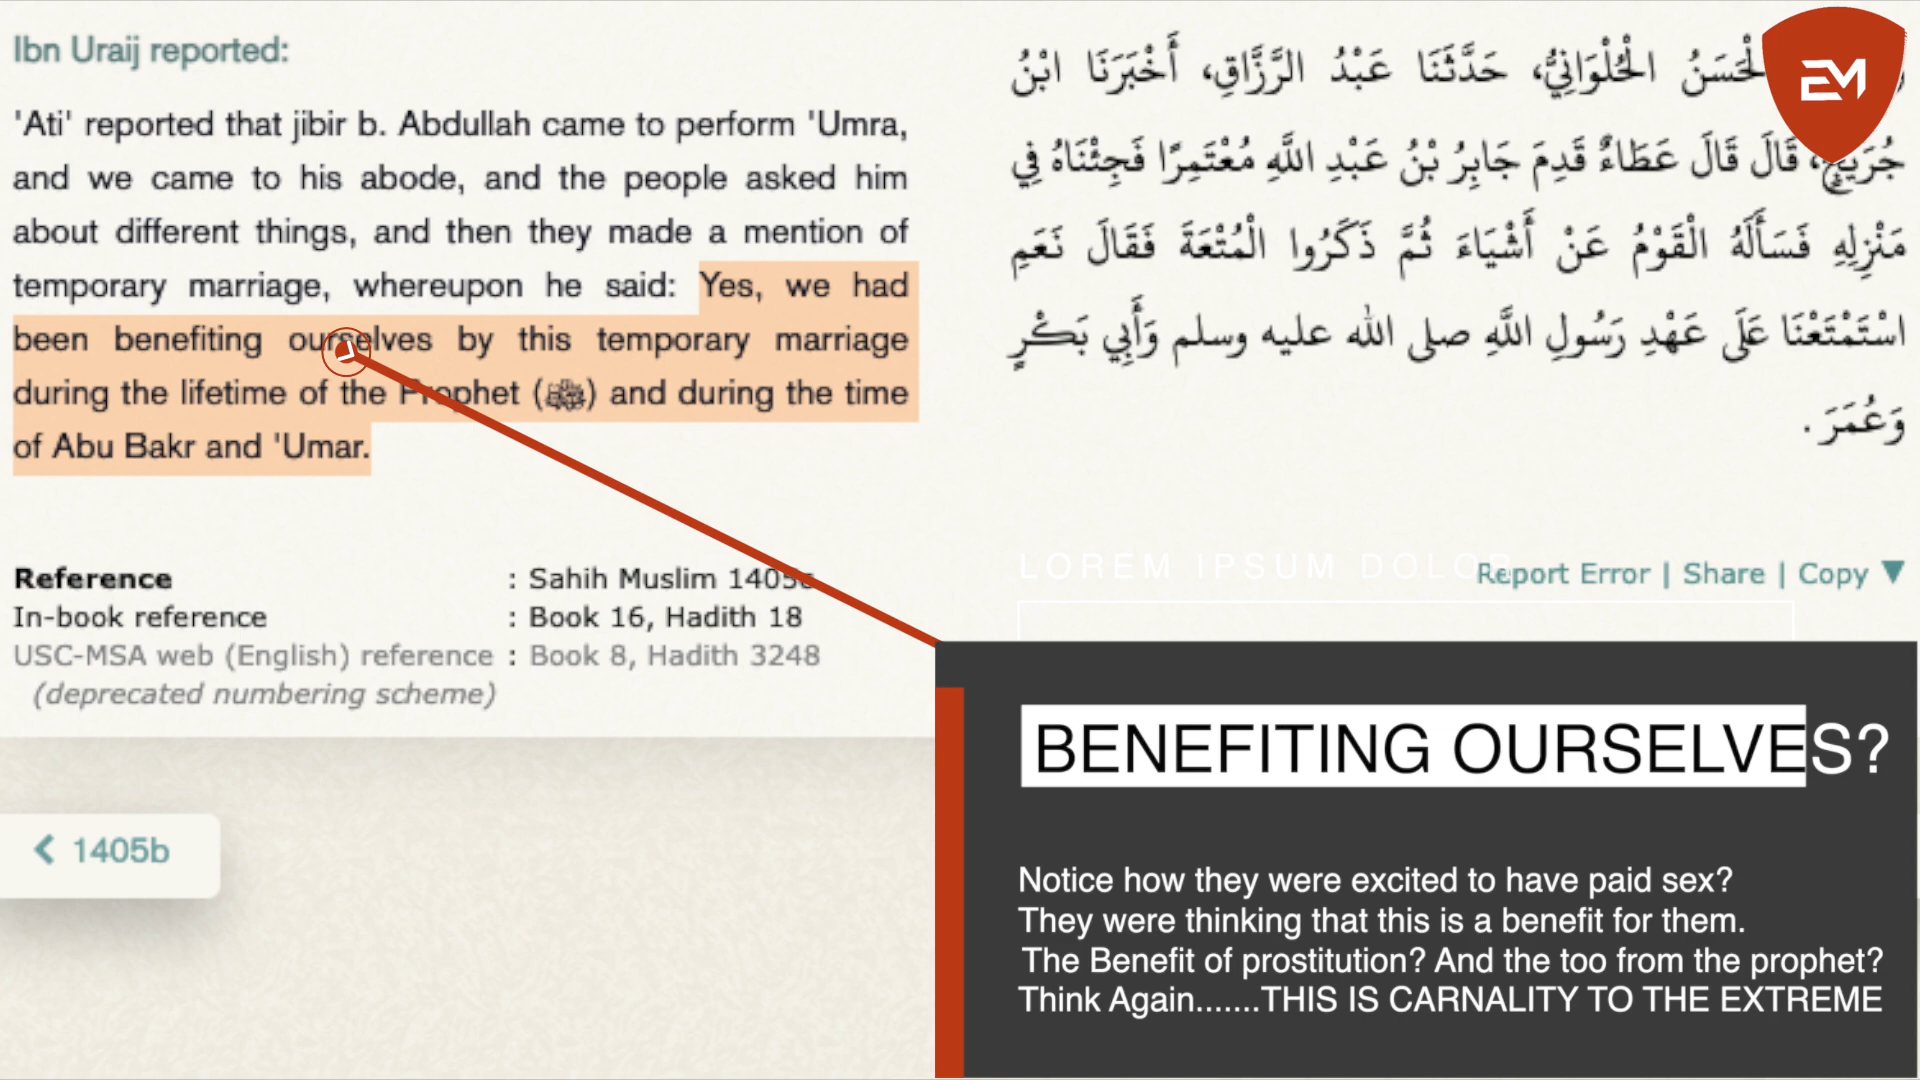 Ibn Uraij reported:
'Ati' reported that jibir b. Abdullah came to perform 'Umra,
and we came to his abode, and the people asked him
about different things, and then they made a mention of
temporary marriage, whereupon he said: Yes, we had
been benefiting ourselves by this temporary marriage
during the lifetime of the Prophet (ﷺ) and during the time
of Abu Bakr and 'Umar.
الْحَسَنُ الْحُلْوَانِيُّ، حَدَّثَنَا عَبْدُ الرَّزَّاقِ، أَخْبَرَنَا ابْنُ
جُرَيْجٍ، قَالَ قَالَ عَطَاءٌ قَدِمَ جَابِرُ بْنُ عَبْدِ اللَّهِ مُعْتَمِرًا فَجِئْنَاهُ فِي
مَنْزِلِهِ فَسَأَلَهُ الْقَوْمُ عَنْ أَشْيَاءَ ثُمَّ ذَكَرُوا الْمُتْعَةَ فَقَالَ نَعَمِ
اسْتَمْتَعْنَا عَلَى عَهْدِ رَسُولِ اللَّهِ صلى الله عليه وسلم وَأَبِي بَكْرٍ
وَعُمَرَ .
EM
Reference : Sahih Muslim 1405c
In-book reference : Book 16, Hadith 18
USC-MSA web (English) reference : Book 8, Hadith 3248
(deprecated numbering scheme)
LOREM IPSUM DOLOR
Report Error | Share | Copy ▼
1405b
BENEFITING OURSELVES?
Notice how they were excited to have paid sex?
They were thinking that this is a benefit for them.
The Benefit of prostitution? And the too from the prophet?
Think Again.......THIS IS CARNALITY TO THE EXTREME